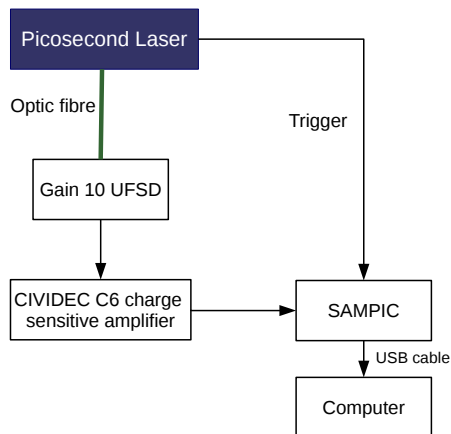 Picosecond Laser
Optic fibre
Trigger
Gain 10 UFSD
CIVIDEC C6 charge
sensitive amplifier
SAMPIC
USB cable
Computer